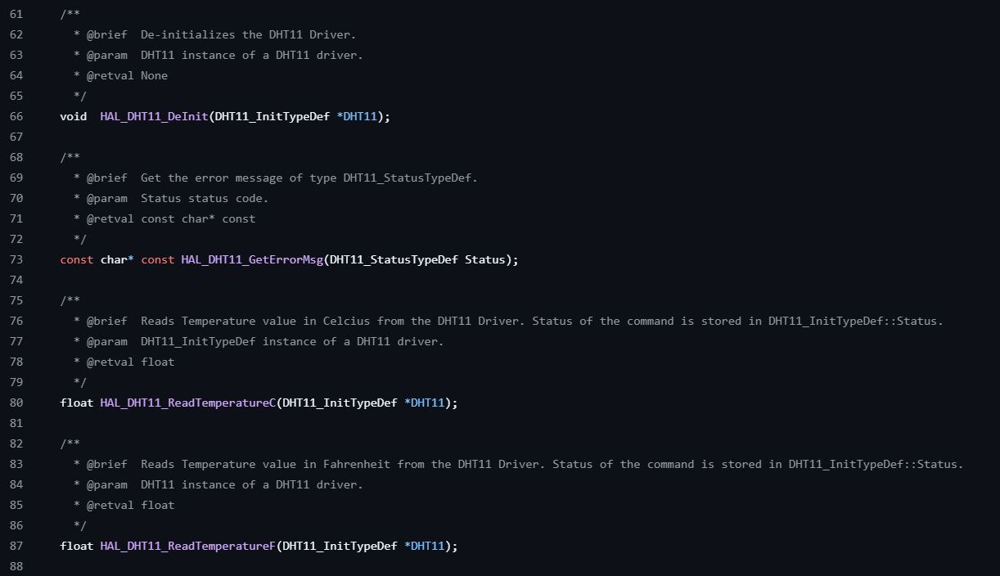 61 /**
62 * @brief De-initializes the DHT11 Driver.
63 * @param DHT11 instance of a DHT11 driver.
64 * @retval None
65 */
66 void HAL_DHT11_DeInit(DHT11_InitTypeDef *DHT11);
67
68 /**
69 * @brief Get the error message of type DHT11_StatusTypeDef.
70 * @param Status status code.
71 * @retval const char* const
72 */
73 const char* const HAL_DHT11_GetErrorMsg(DHT11_StatusTypeDef Status);
74
75 /**
76 * @brief Reads Temperature value in Celcius from the DHT11 Driver. Status of the command is stored in DHT11_InitTypeDef::Status.
77 * @param DHT11_InitTypeDef instance of a DHT11 driver.
78 * @retval float
79 */
80 float HAL_DHT11_ReadTemperatureC(DHT11_InitTypeDef *DHT11);
81
82 /**
83 * @brief Reads Temperature value in Fahrenheit from the DHT11 Driver. Status of the command is stored in DHT11_InitTypeDef::Status.
84 * @param DHT11 instance of a DHT11 driver.
85 * @retval float
86 */
87 float HAL_DHT11_ReadTemperatureF(DHT11_InitTypeDef *DHT11);
88